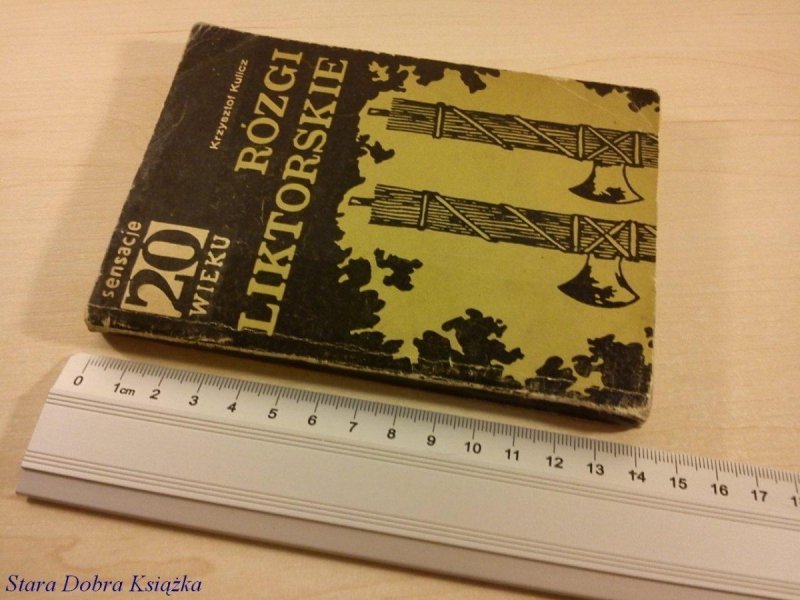 Krzysztof Kulicz
RÓZGI
LIKTORSKIE
sensacje
20
WIEKU
0 1cm 2 3 4 5 6 7 8 9 10 11 12 13 14 15 16 17
Stara Dobra Książka